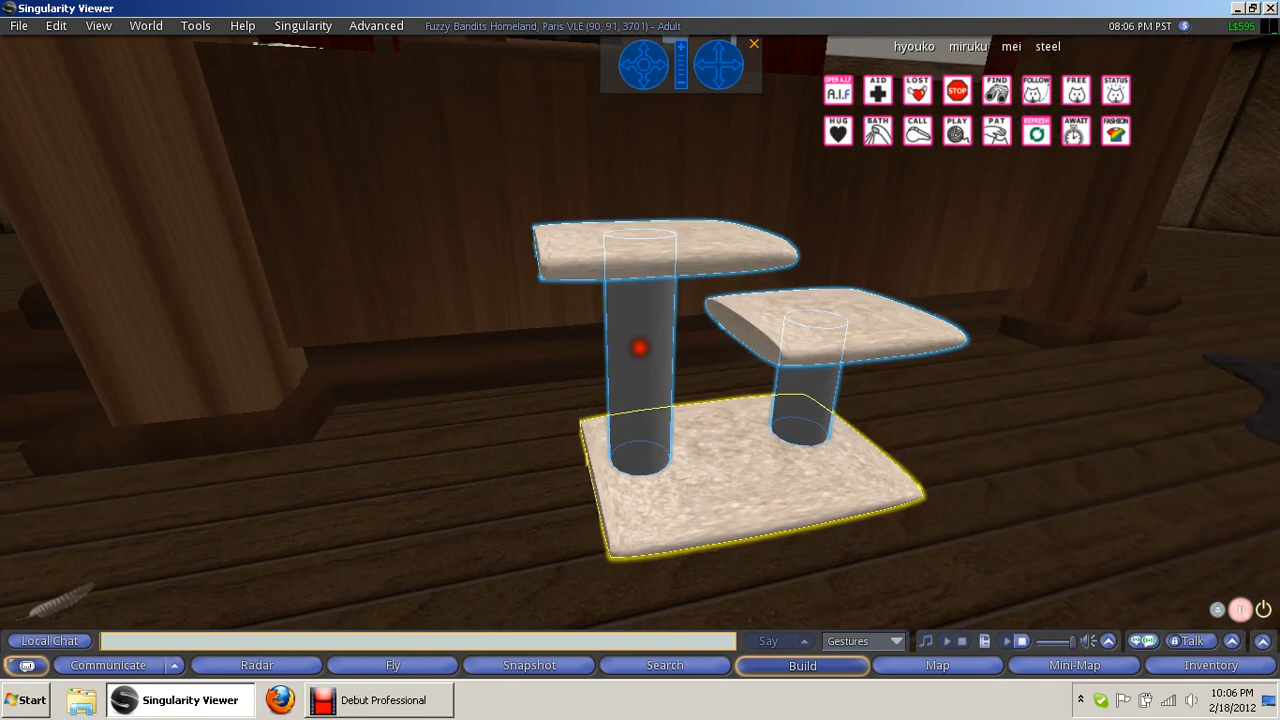 Singularity Viewer
File Edit View World Tools Help Singularity Advanced Fuzzy Bandits Homeland, Paris VLE (90, 91, 3701) - Adult 08:06 PM PST S L$595
hyouko miruku mei steel
OPEN A.I.F AID LOST STOP FIND FOLLOW FREE STATUS
A.I.F STOP
HUG BATH CALL PLAY PAT REFRESH AWAIT FASHION
Local Chat Say Gestures Talk
Communicate Radar Fly Snapshot Search Build Map Mini-Map Inventory
Start Singularity Viewer Debut Professional 10:06 PM
2/18/2012